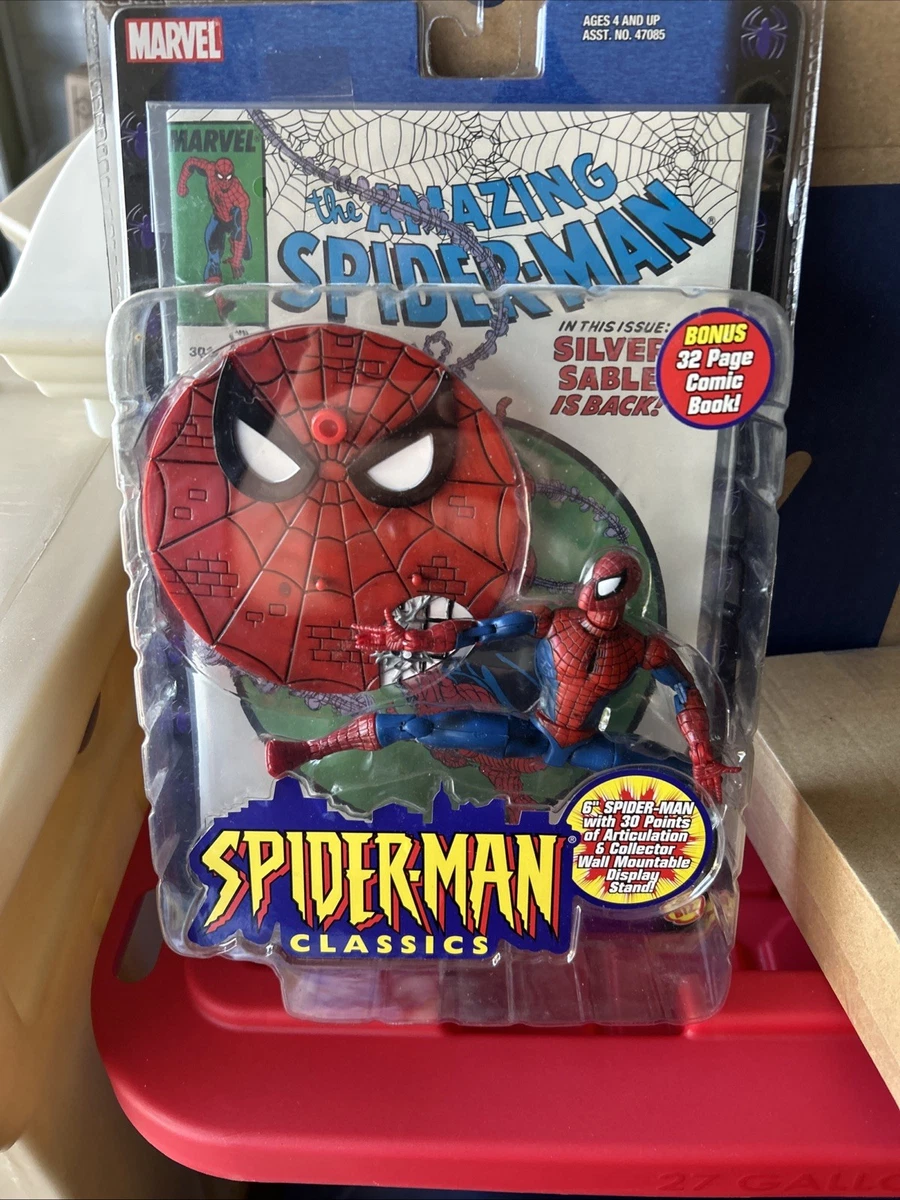 MARVEL
AGES 4 AND UP
ASST. NO. 47085
MARVEL
the AMAZING
SPIDER-MAN®
IN THIS ISSUE:
SILVER
SABLE
IS BACK!
BONUS
32 Page
Comic
Book!
6" SPIDER-MAN
with 30 Points
of Articulation
& Collector
Wall Mountable
Display
Stand!
SPIDER-MAN®
CLASSICS
27 GALLO